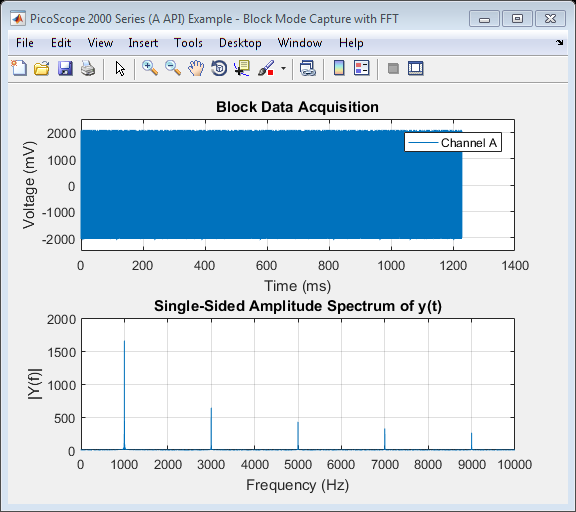 PicoScope 2000 Series (A API) Example - Block Mode Capture with FFT
File Edit View Insert Tools Desktop Window Help
Block Data Acquisition
Voltage (mV)
2000
1000
0
-1000
-2000
Channel A
0 200 400 600 800 1000 1200 1400
Time (ms)
Single-Sided Amplitude Spectrum of y(t)
|Y(f)|
2000
1500
1000
500
0
0 1000 2000 3000 4000 5000 6000 7000 8000 9000 10000
Frequency (Hz)